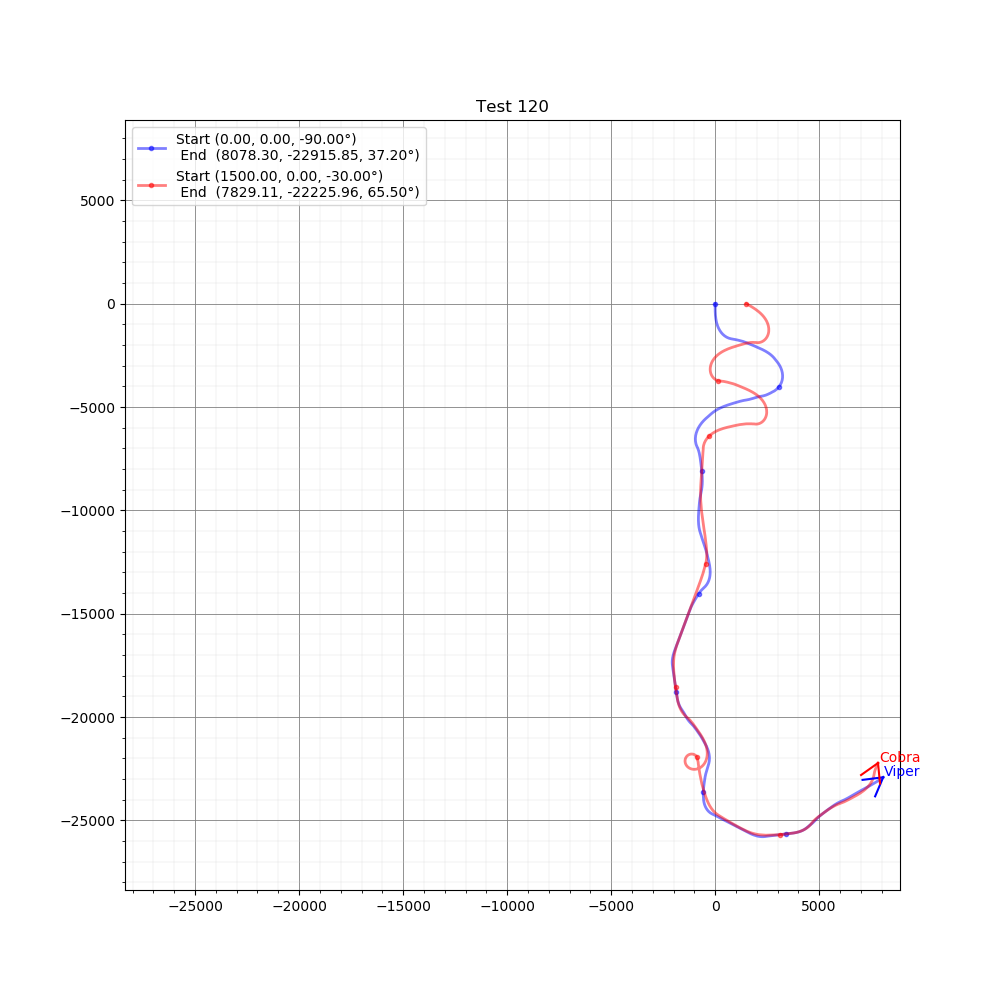 Test 120
Start (0.00, 0.00, -90.00°)
End  (8078.30, -22915.85, 37.20°)
Start (1500.00, 0.00, -30.00°)
End  (7829.11, -22225.96, 65.50°)
5000
0
−5000
−10000
−15000
−20000
−25000
Cobra
Viper
−25000 −20000 −15000 −10000 −5000 0 5000